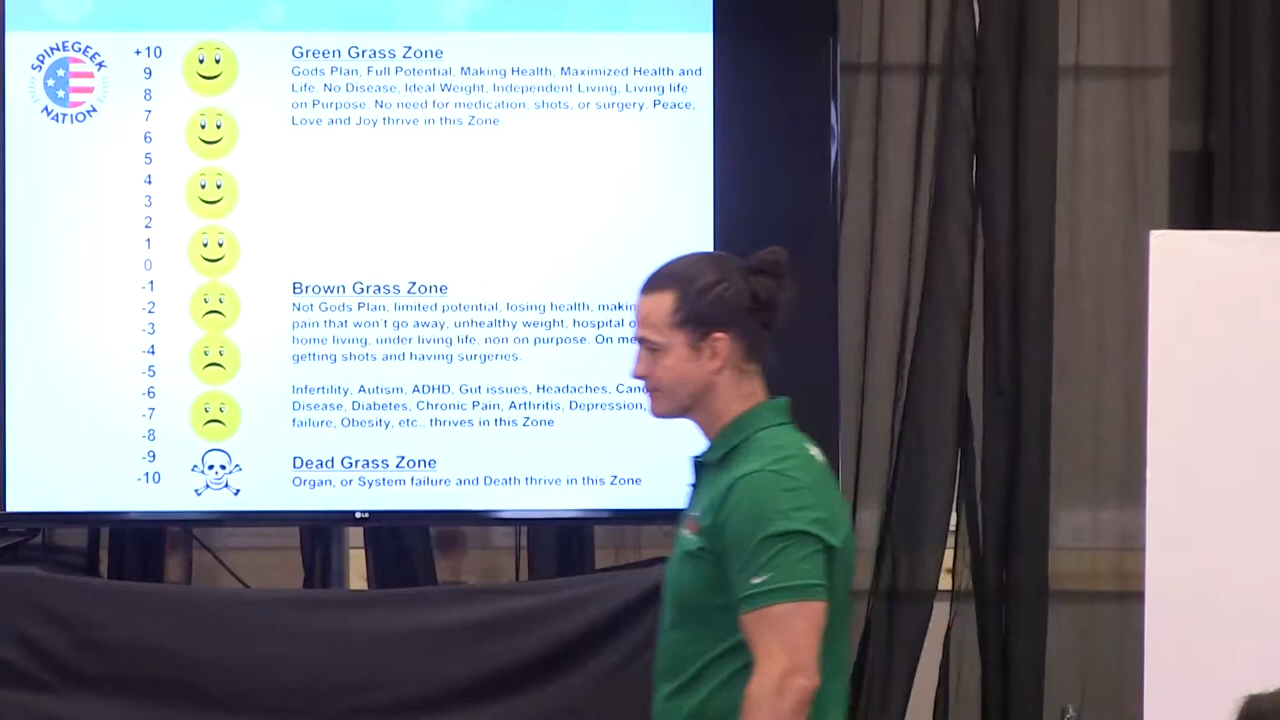 SPINEGEEK
NATION
+10
9
8
7
6
5
4
3
2
1
0
-1
-2
-3
-4
-5
-6
-7
-8
-9
-10
Green Grass Zone
Gods Plan, Full Potential, Making Health, Maximized Health and
Life. No Disease, Ideal Weight, Independent Living, Living life
on Purpose. No need for medication, shots, or surgery. Peace,
Love and Joy thrive in this Zone.
Brown Grass Zone
Not Gods Plan, limited potential, losing health,
pain that won't go away, unhealthy weight, hospital
home living, under living life, non on purpose. On
getting shots and having surgeries.
Infertility, Autism, ADHD, Gut issues, Headaches,
Disease, Diabetes, Chronic Pain, Arthritis, Depression,
failure, Obesity, etc.. thrives in this Zone
Dead Grass Zone
Organ, or System failure and Death thrive in this Zone
LG